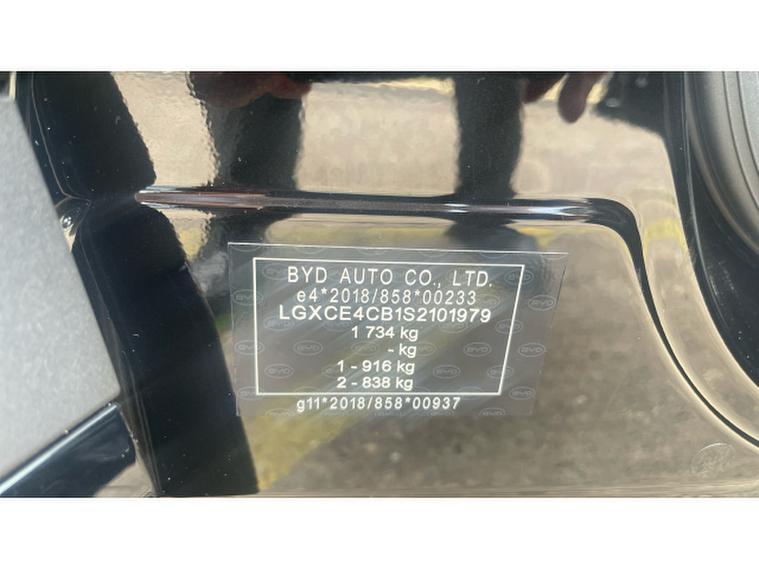 BYD AUTO CO., LTD.
e4*2018/858*00233
LGXCE4CB1S2101979
1 734 kg
- kg
1 - 916 kg
2 - 838 kg
g11*2018/858*00937